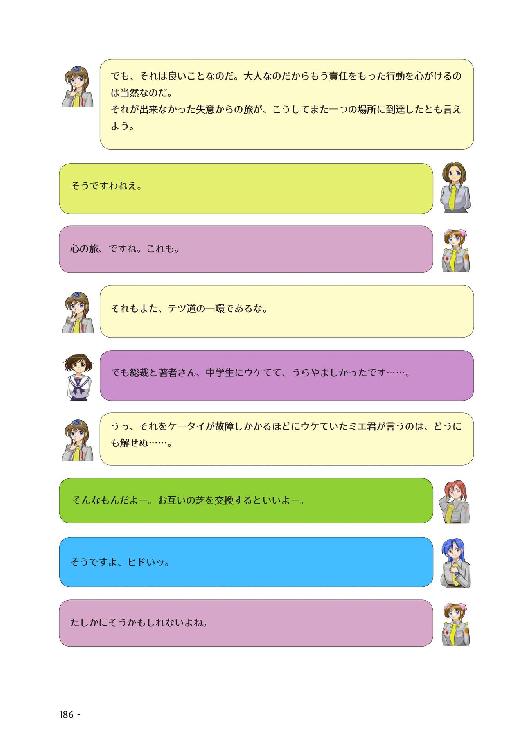 でも、それは良いことなのだ。大人なのだからもう責任をもった行動を心がけるの
は当然なのだ。
それが出来なかった失意からの旅が、こうしてまた一つの場所に到達したとも言え
よう。
そうですわねえ。
心の旅、ですね。これも。
それもまた、テツ道の一環であるな。
でも総裁と著者さん、中学生にウケてて、うらやましかったです……。
うっ、それをケータイが故障しかかるほどにウケていたミエ君が言うのは、どうに
も解せぬ……。
そんなもんだよー。お互いの芝を交換するといいよー。
そうですよ、ヒドいッ。
たしかにそうかもしれないよね。
186 -